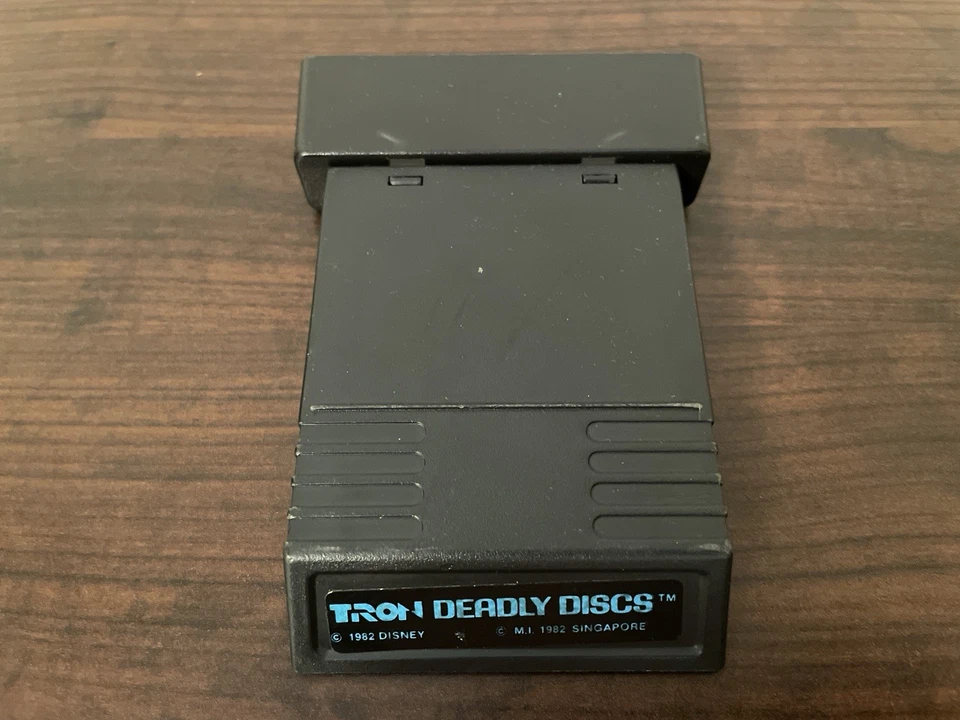 TRON DEADLY DISCS™
© 1982 DISNEY © M.I. 1982 SINGAPORE